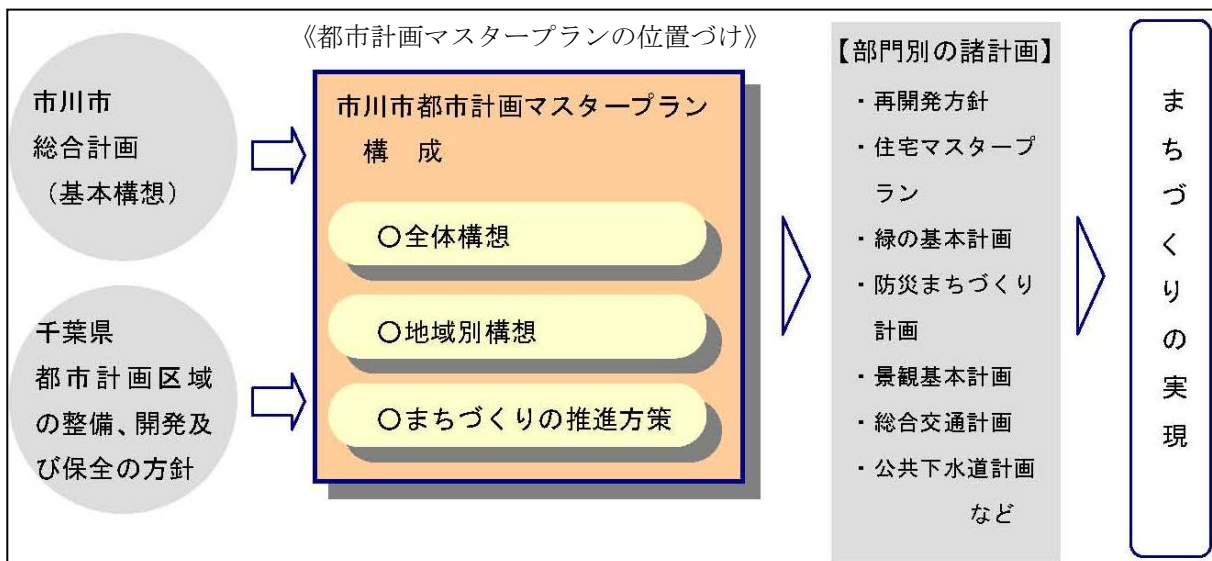 《都市計画マスタープランの位置づけ》
市川市
総合計画
（基本構想）
千葉県
都市計画区域
の整備、開発及
び保全の方針
市川市都市計画マスタープラン
構　成
○全体構想
○地域別構想
○まちづくりの推進方策
【部門別の諸計画】
・再開発方針
・住宅マスタープ
ラン
・緑の基本計画
・防災まちづくり
計画
・景観基本計画
・総合交通計画
・公共下水道計画
など
まちづくりの実現